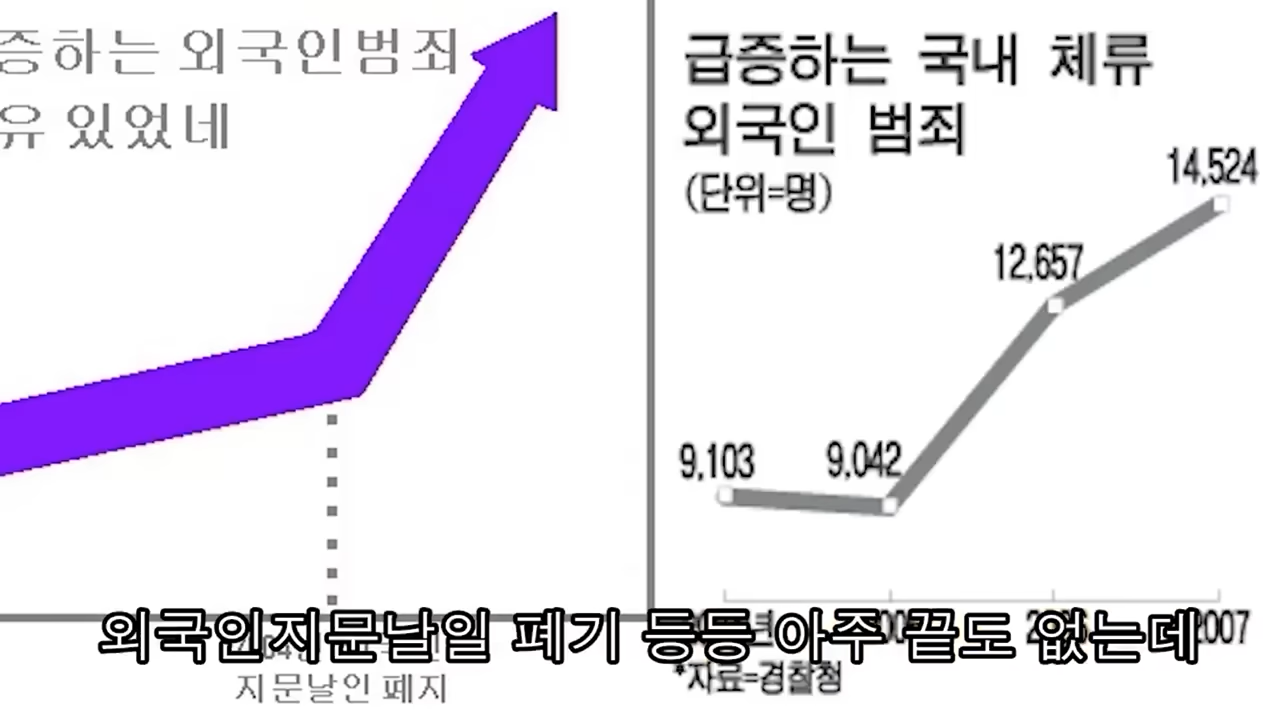 증하는 외국인범죄
유 있었네
지문날인 폐지
급증하는 국내 체류
외국인 범죄
(단위=명)
9,103
9,042
12,657
14,524
2007
*자료=경찰청
외국인지문날일 폐기 등등 아주 끝도 없는데